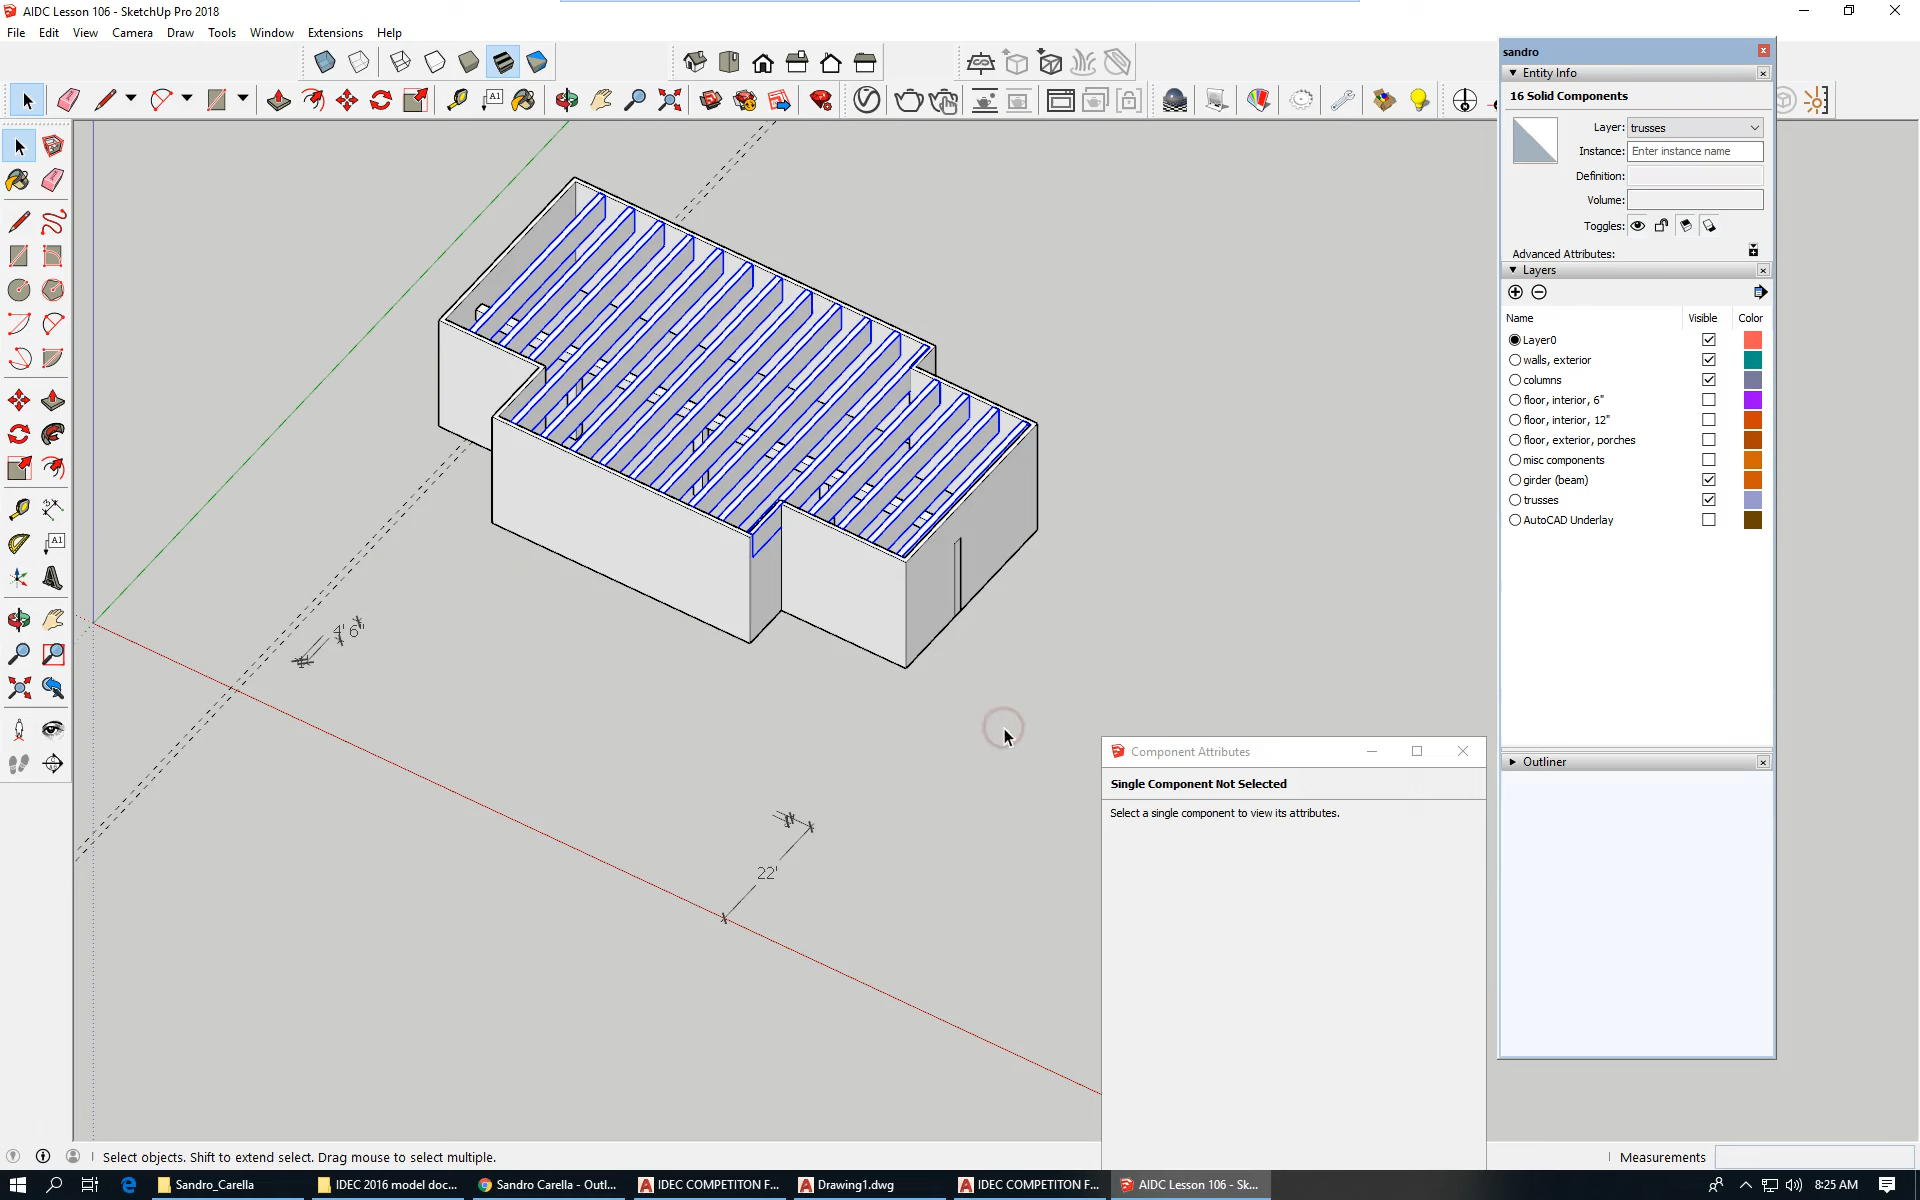 AIDC Lesson 106 - SketchUp Pro 2018
File Edit View Camera Draw Tools Window Extensions Help
A1
sandro
Entity Info
16 Solid Components
Layer: trusses
Instance: Enter instance name
Definition:
Volume:
Toggles:
Advanced Attributes:
Layers
Name Visible Color
Layer0
walls, exterior
columns
floor, interior, 6"
floor, interior, 12"
floor, exterior, porches
misc components
girder (beam)
trusses
AutoCAD Underlay
A1
4' 6"
22'
Component Attributes
Single Component Not Selected
Select a single component to view its attributes.
Outliner
Select objects. Shift to extend select. Drag mouse to select multiple.
Measurements
Sandro_Carella
IDEC 2016 model doc...
Sandro Carella - Outl...
IDEC COMPETITON F...
Drawing1.dwg
IDEC COMPETITON F...
AIDC Lesson 106 - Sk...
8:25 AM